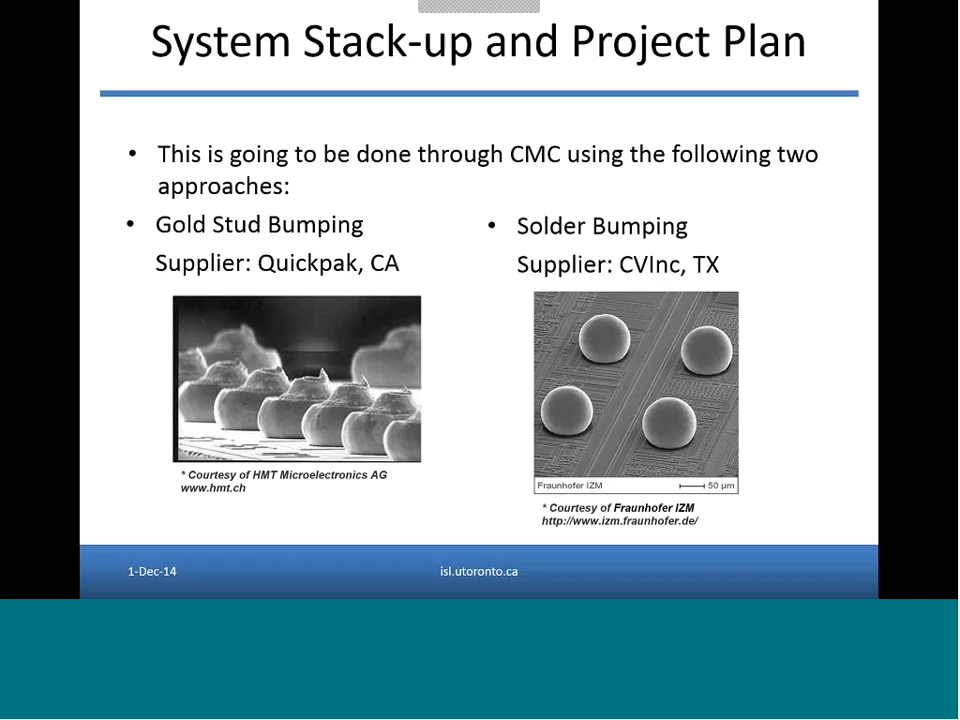 System Stack-up and Project Plan
• This is going to be done through CMC using the following two
approaches:
• Gold Stud Bumping
Supplier: Quickpak, CA
* Courtesy of HMT Microelectronics AG
www.hmt.ch
• Solder Bumping
Supplier: CVInc, TX
Fraunhofer IZM 50 µm
* Courtesy of Fraunhofer IZM
http://www.izm.fraunhofer.de/
1-Dec-14
isl.utoronto.ca